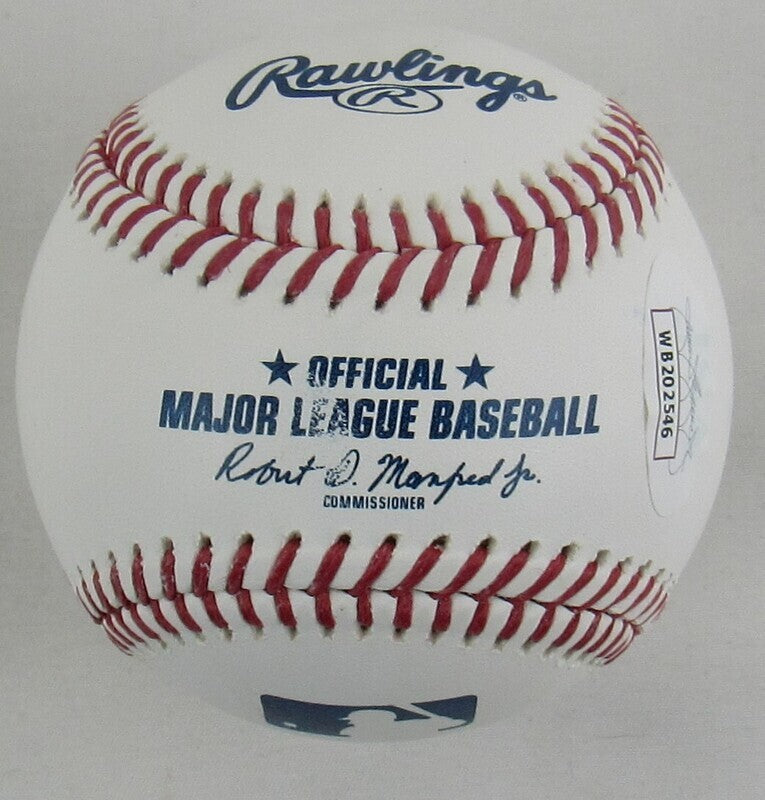 Rawlings®
R
★ OFFICIAL ★
MAJOR LEAGUE BASEBALL
Robert D. Manfred Jr.
COMMISSIONER
WB202546